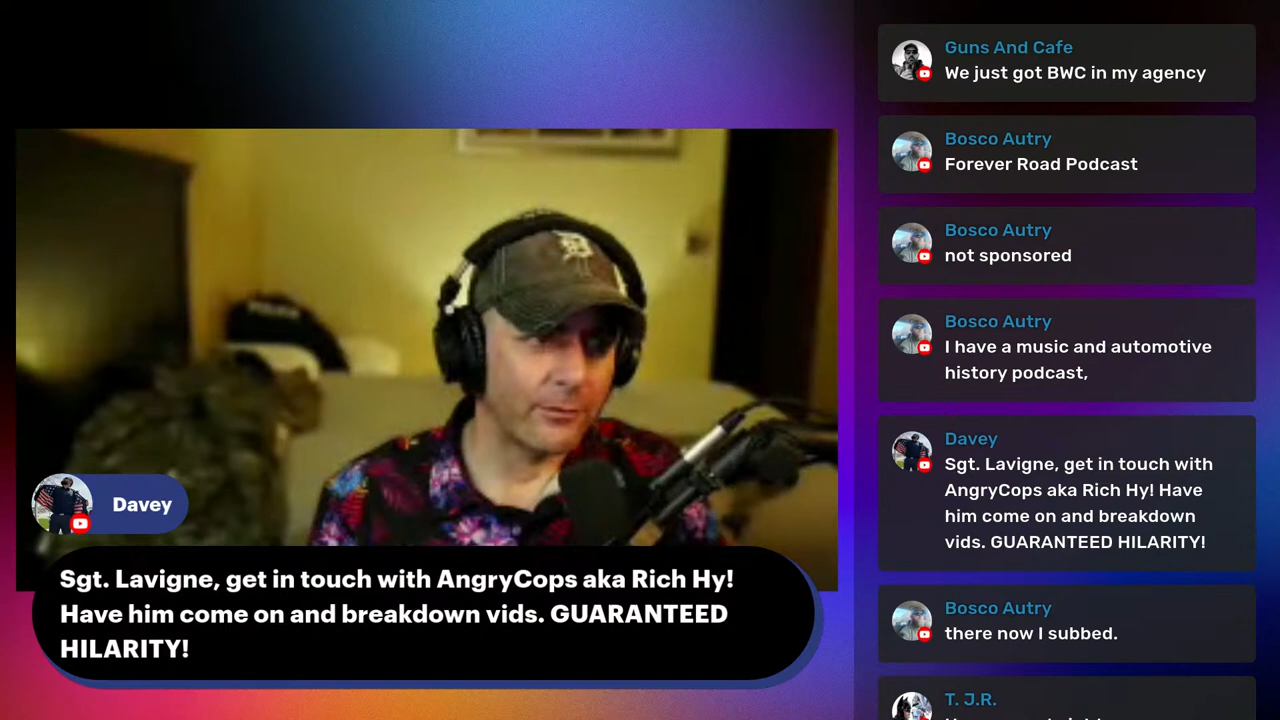 Davey
Sgt. Lavigne, get in touch with AngryCops aka Rich Hy!
Have him come on and breakdown vids. GUARANTEED
HILARITY!
Guns And Cafe
We just got BWC in my agency
Bosco Autry
Forever Road Podcast
Bosco Autry
not sponsored
Bosco Autry
I have a music and automotive
history podcast,
Davey
Sgt. Lavigne, get in touch with
AngryCops aka Rich Hy! Have
him come on and breakdown
vids. GUARANTEED HILARITY!
Bosco Autry
there now I subbed.
T. J.R.